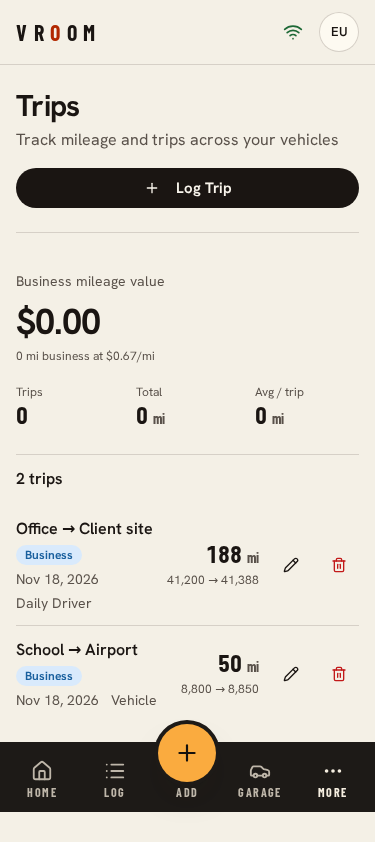 VROOM
EU
Trips
Track mileage and trips across your vehicles
+ Log Trip
Business mileage value
$0.00
0 mi business at $0.67/mi
Trips Total Avg / trip
0 0 mi 0 mi
2 trips
Office → Client site
Business
188 mi
Nov 18, 2026
41,200 → 41,388
Daily Driver
School → Airport
Business
50 mi
8,800 → 8,850
Nov 18, 2026 Vehicle
HOME LOG ADD GARAGE MORE